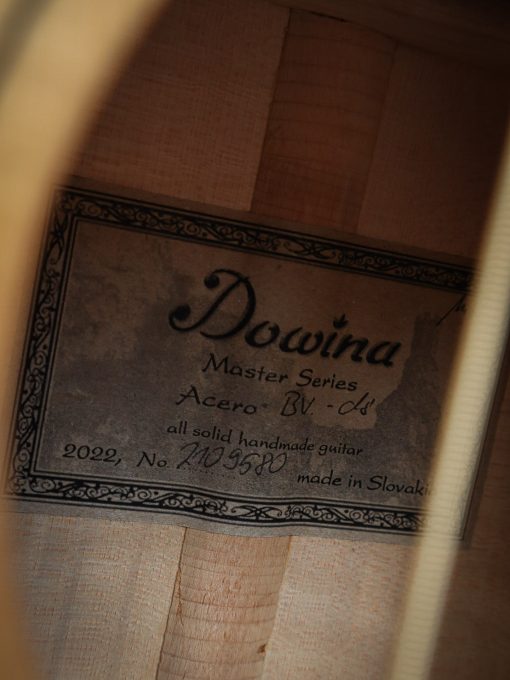 Dowina
Master Series
Acero BV - ds
all solid handmade guitar
2022, No. 2109580
made in Slovakia